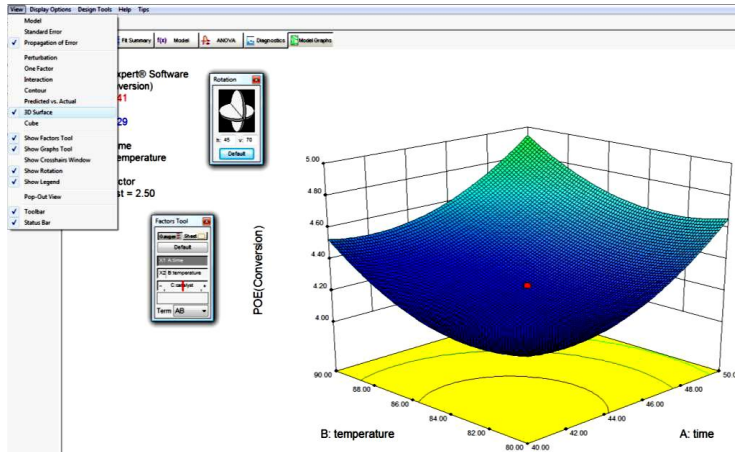 View Display Options Design Tools Help Tips
Model
Standard Error
Propagation of Error
Perturbation
One Factor
Interaction
Contour
Predicted vs. Actual
3D Surface
Cube
Show Factors Tool
Show Graphs Tool
Show Crosshairs Window
Show Rotation
Show Legend
Pop-Out View
Toolbar
Status Bar
Fit Summary f(x) Model ANOVA Diagnostics Model Graphs
xpert® Software
version)
41
29
me
emperature
ctor
st = 2.50
Rotation
h: 45 v: 70
Default
Factors Tool
Gauges Sheet
Default
X1 A:time
X2 B:temperature
- C:catalyst +
Term AB
POE(Conversion)
5.00
4.80
4.60
4.40
4.20
4.00
90.00
88.00
86.00
84.00
82.00
80.00
40.00
42.00
44.00
46.00
48.00
50.0
B: temperature
A: time